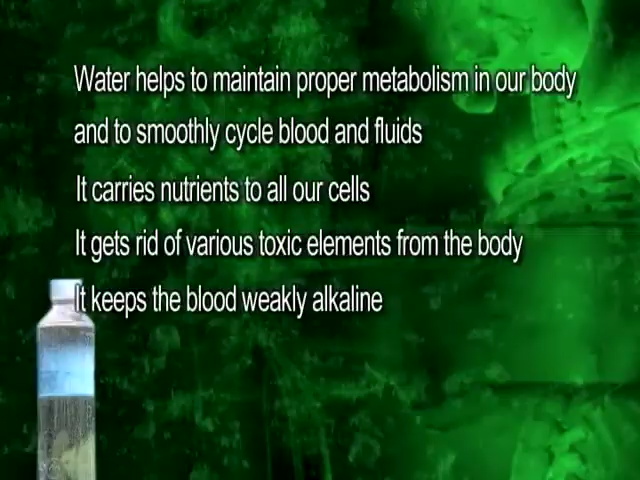 Water helps to maintain proper metabolism in our body
and to smoothly cycle blood and fluids
It carries nutrients to all our cells
It gets rid of various toxic elements from the body
It keeps the blood weakly alkaline